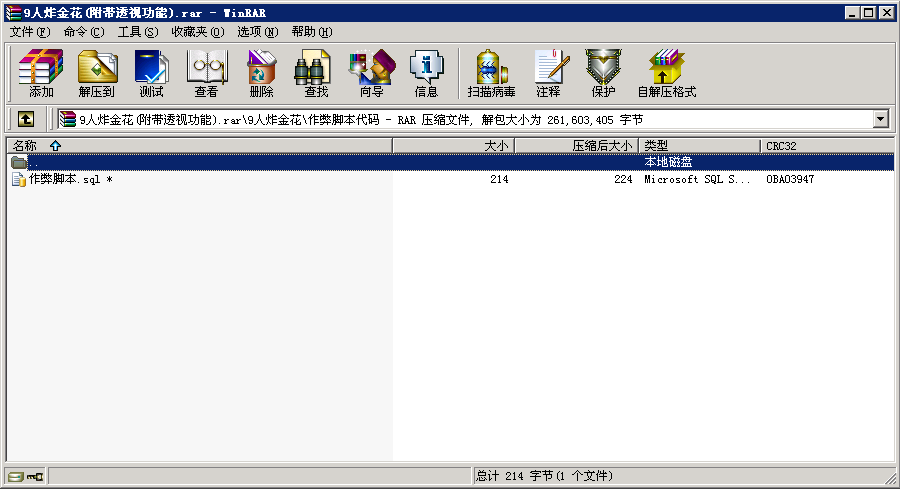 9人炸金花(附带透视功能).rar - WinRAR
文件(F) 命令(C) 工具(S) 收藏夹(O) 选项(N) 帮助(H)
添加 解压到 测试 查看 删除 查找 向导 信息 扫描病毒 注释 保护 自解压格式
9人炸金花(附带透视功能).rar\9人炸金花\作弊脚本代码 - RAR 压缩文件, 解包大小为 261,603,405 字节
名称 大小 压缩后大小 类型 CRC32
.. 本地磁盘
作弊脚本.sql * 214 224 Microsoft SQL S... 0BA03947
总计 214 字节(1 个文件)